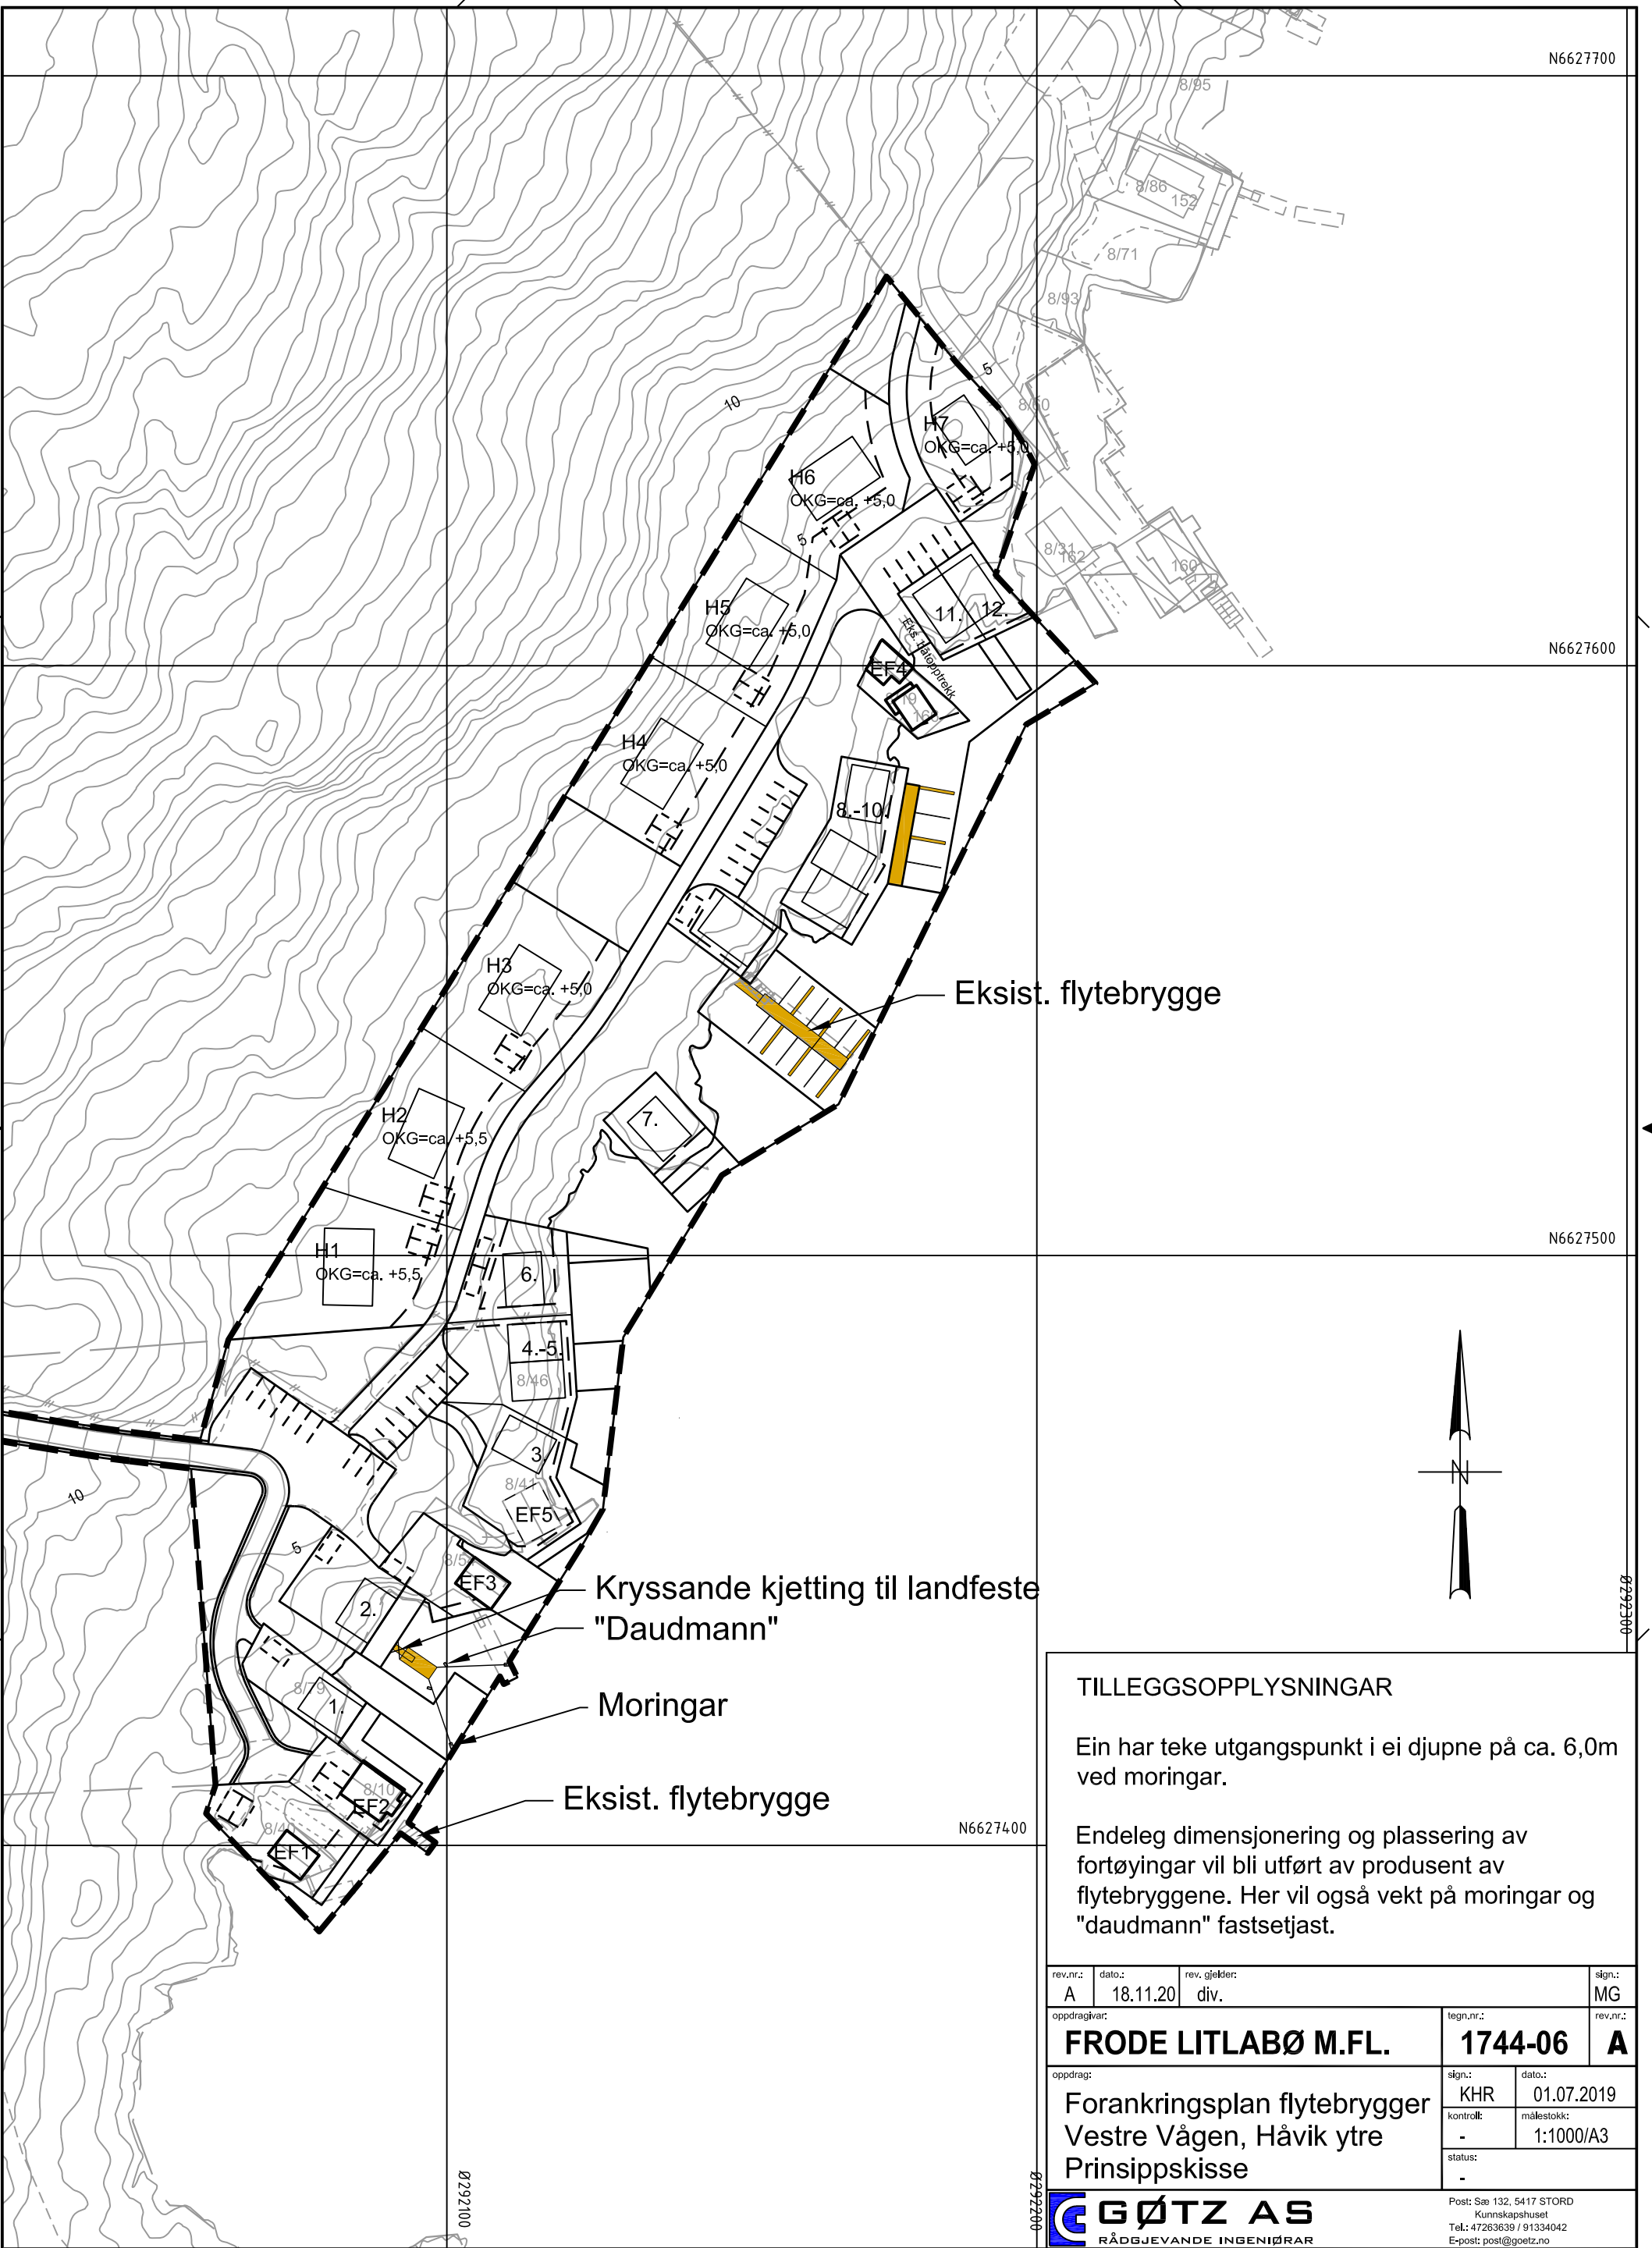 N6627700
8/95
8/86
152
8/71
8/93
5
10
8/60
H7
OKG=ca. +5,0
H6
OKG=ca. +5,0
5
8/31
162
160
H5
OKG=ca. +5,0
11.
12.
Eks. båtopptrekk
N6627600
EF4
H4
OKG=ca. +5,0
8.-10.
H3
OKG=ca. +5,0
Eksist. flytebrygge
H2
OKG=ca. +5,5
7.
N6627500
H1
OKG=ca. +5,5
6.
4.-5.
8/46
3.
8/41
EF5
10
5
N
EF3
2.
Kryssande kjetting til landfeste
"Daudmann"
8/79
1.
Moringar
8/10
EF2
Eksist. flytebrygge
EF1
N6627400
Ø292100
Ø292200
Ø292300
TILLEGGSOPPLYSNINGAR
Ein har teke utgangspunkt i ei djupne på ca. 6,0m
ved moringar.
Endeleg dimensjonering og plassering av
fortøyingar vil bli utført av produsent av
flytebryggene. Her vil også vekt på moringar og
"daudmann" fastsetjast.
rev.nr.: dato.: rev. gjelder: sign.:
A 18.11.20 div. MG
oppdragivar: tegn.nr.: rev.nr.:
FRODE LITLABØ M.FL. 1744-06 A
oppdrag: sign.: dato.:
KHR 01.07.2019
Forankringsplan flytebrygger
Vestre Vågen, Håvik ytre
Prinsippskisse
kontroll: målestokk:
- 1:1000/A3
status:
-
GØTZ AS
RÅDGJEVANDE INGENIØRAR
Post: Sæ 132, 5417 STORD
Kunnskapshuset
Tel.: 47263639 / 91334042
E-post: post@goetz.no